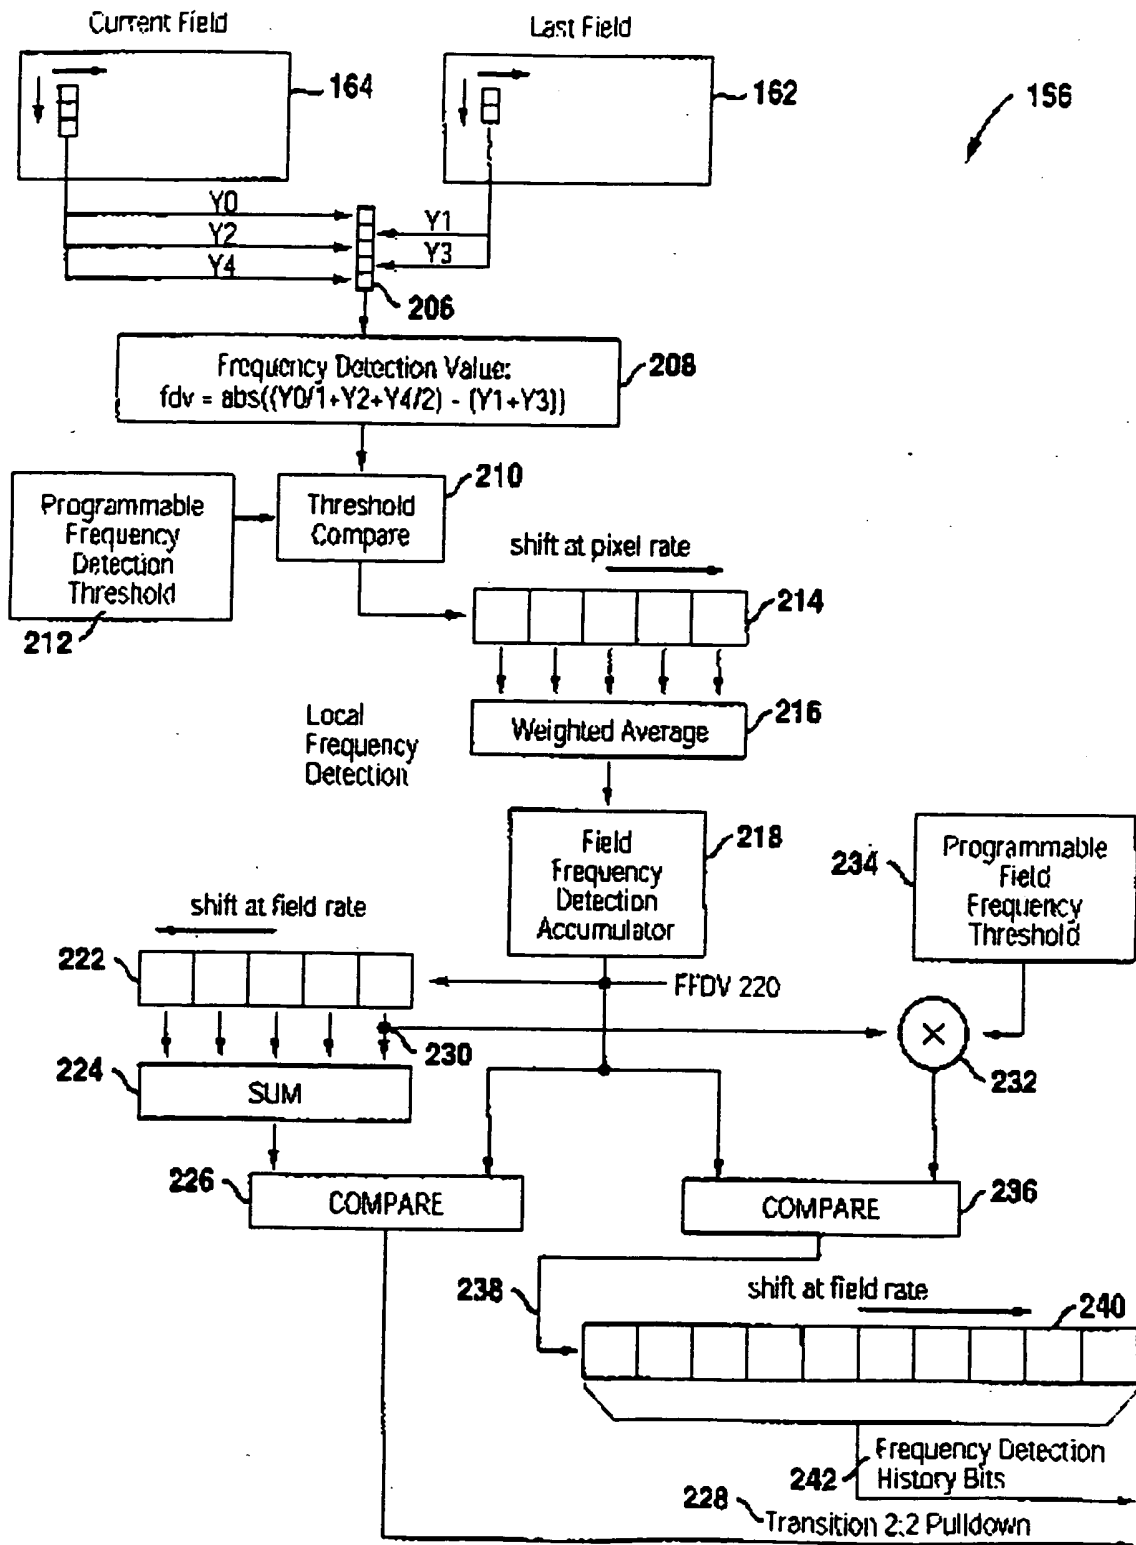 Current Field
Last Field
164
162
156
Y0
Y2
Y4
Y1
Y3
206
Frequency Detection Value:
fdv = abs((Y0/1+Y2+Y4/2) - (Y1+Y3))
208
Programmable
Frequency
Detection
Threshold
212
Threshold
Compare
210
shift at pixel rate
214
Local
Frequency
Detection
Weighted Average
216
Field
Frequency
Detection
Accumulator
218
234
Programmable
Field
Frequency
Threshold
shift at field rate
222
FFDV 220
230
×
232
224
SUM
226
COMPARE
COMPARE
236
238
shift at field rate
240
242
Frequency Detection
History Bits
228
Transition 2:2 Pulldown